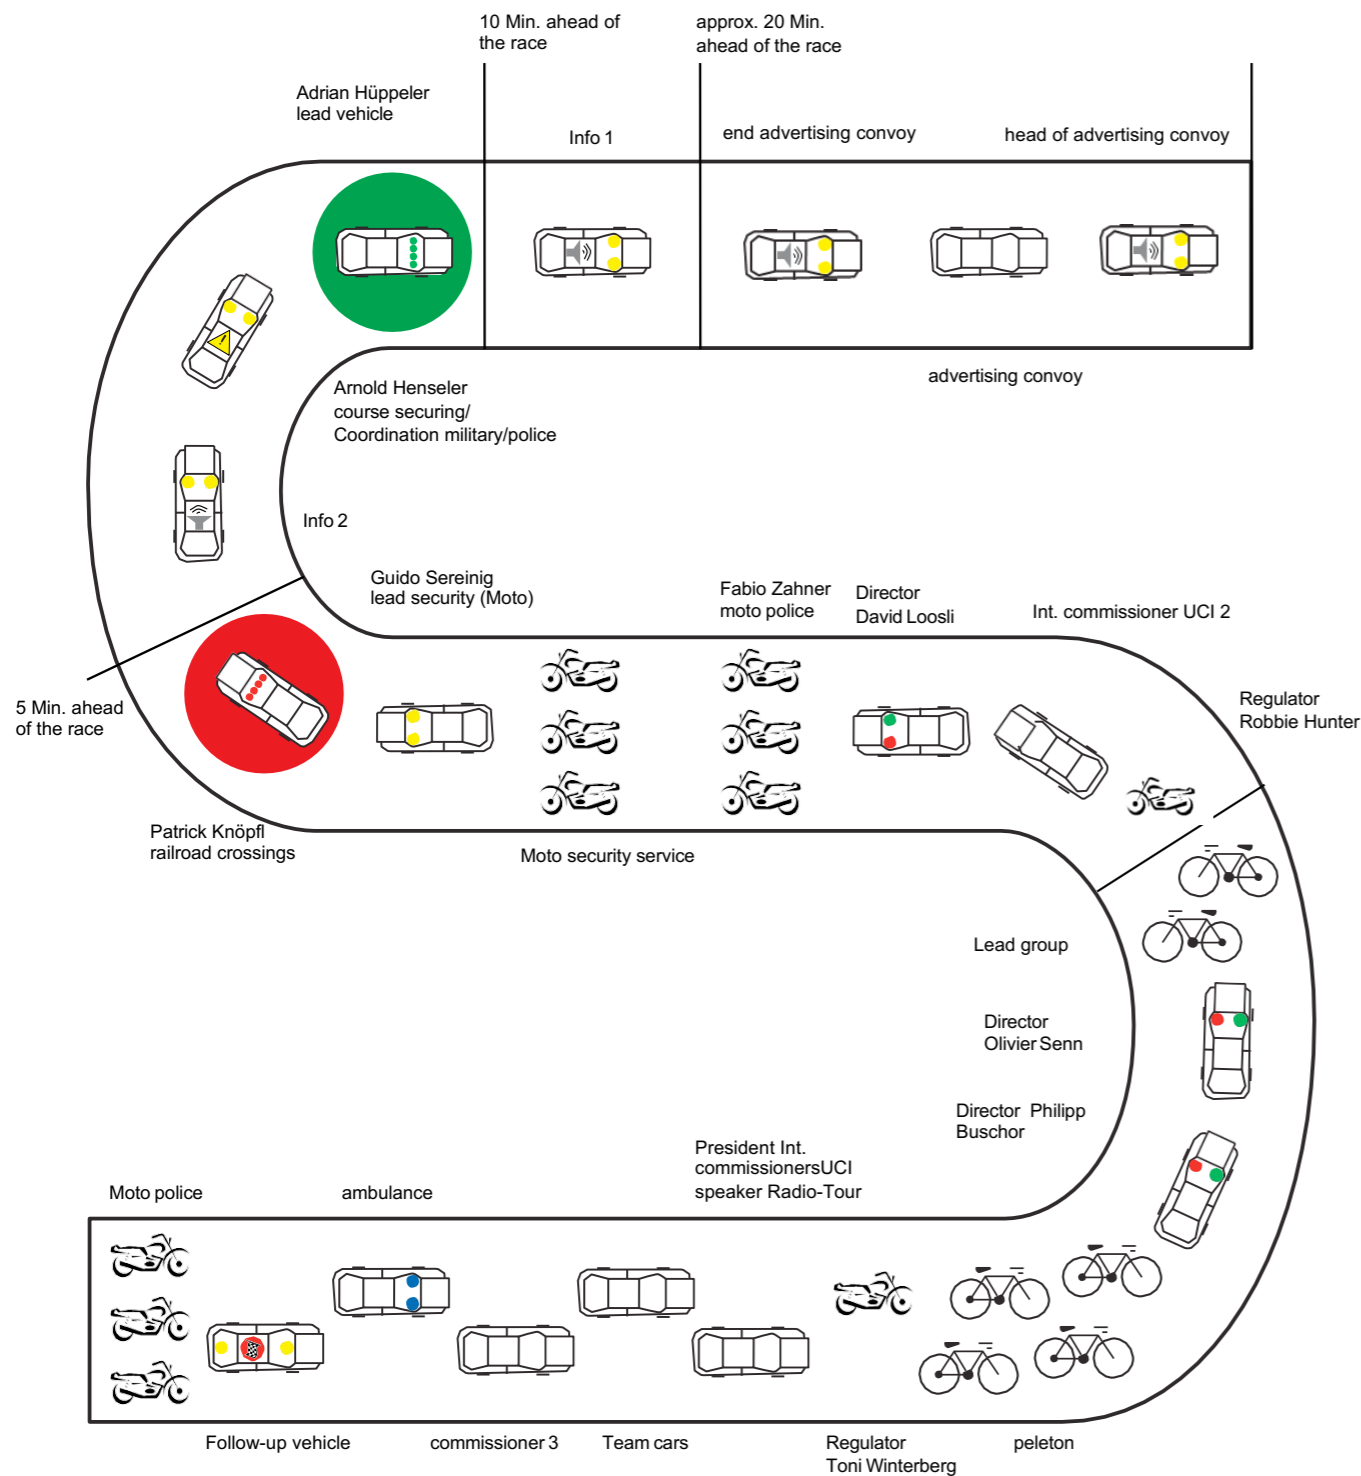 10 Min. ahead of
the race
approx. 20 Min.
ahead of the race
Adrian Hüppeler
lead vehicle
Info 1
end advertising convoy
head of advertising convoy
advertising convoy
Arnold Henseler
course securing/
Coordination military/police
Info 2
Guido Sereinig
lead security (Moto)
Fabio Zahner
moto police
Director
David Loosli
Int. commissioner UCI 2
Regulator
Robbie Hunter
5 Min. ahead
of the race
Patrick Knöpfl
railroad crossings
Moto security service
Lead group
Director
Olivier Senn
Director Philipp
Buschor
President Int.
commissionersUCI
speaker Radio-Tour
Moto police
ambulance
Follow-up vehicle
commissioner 3
Team cars
Regulator
Toni Winterberg
peleton